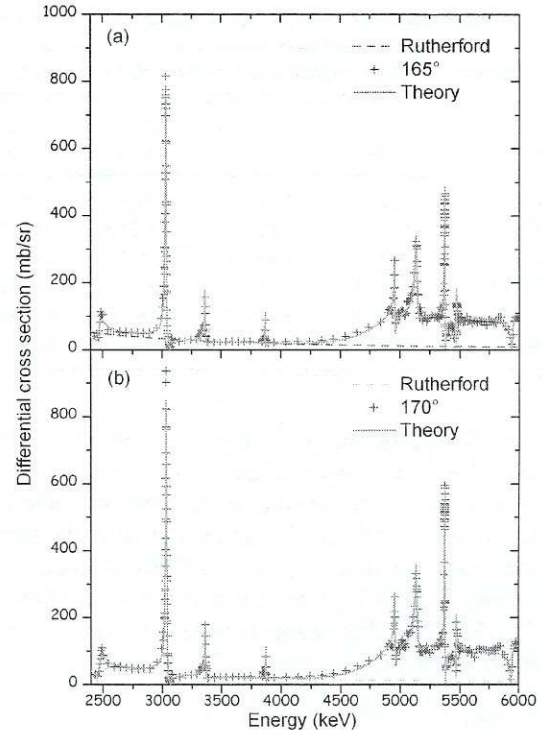 1000
(a)
Rutherford
165°
Theory
800
600
400
200
0
Differential cross section (mb/sr)
(b)
Rutherford
170°
Theory
800
600
400
200
0
2500 3000 3500 4000 4500 5000 5500 6000
Energy (keV)